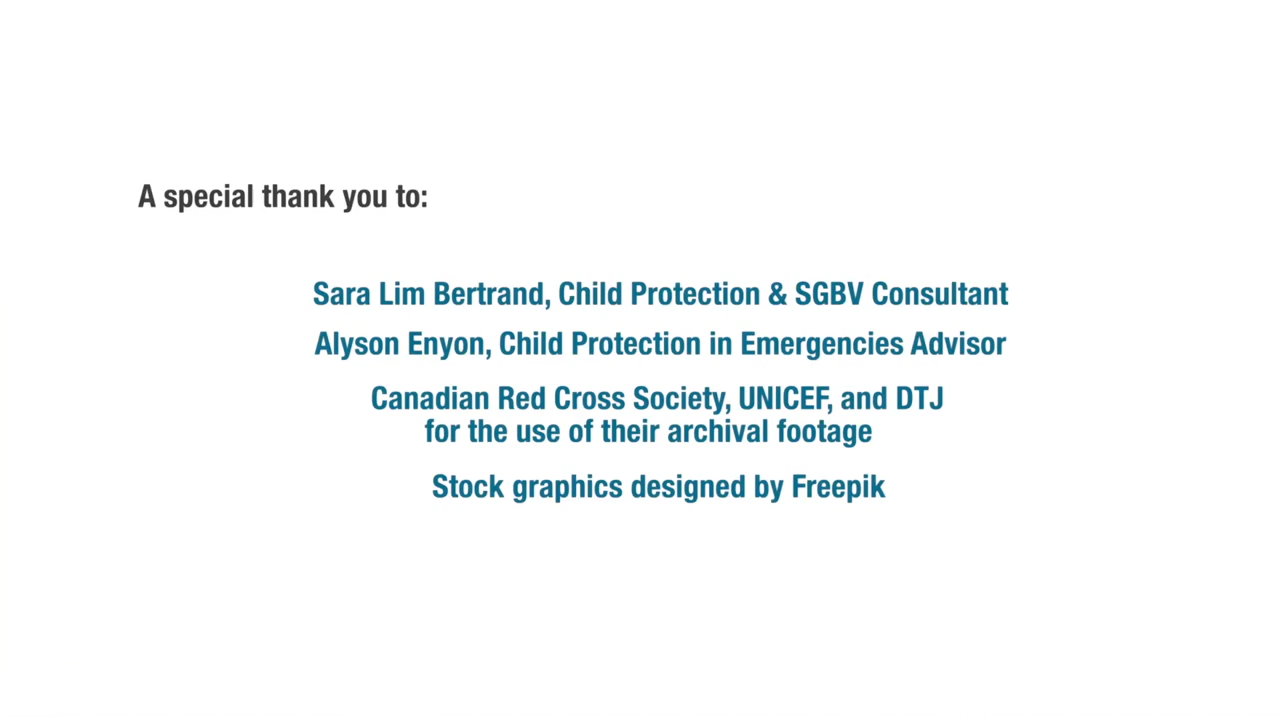 A special thank you to:
Sara Lim Bertrand, Child Protection & SGBV Consultant
Alyson Enyon, Child Protection in Emergencies Advisor
Canadian Red Cross Society, UNICEF, and DTJ
for the use of their archival footage
Stock graphics designed by Freepik